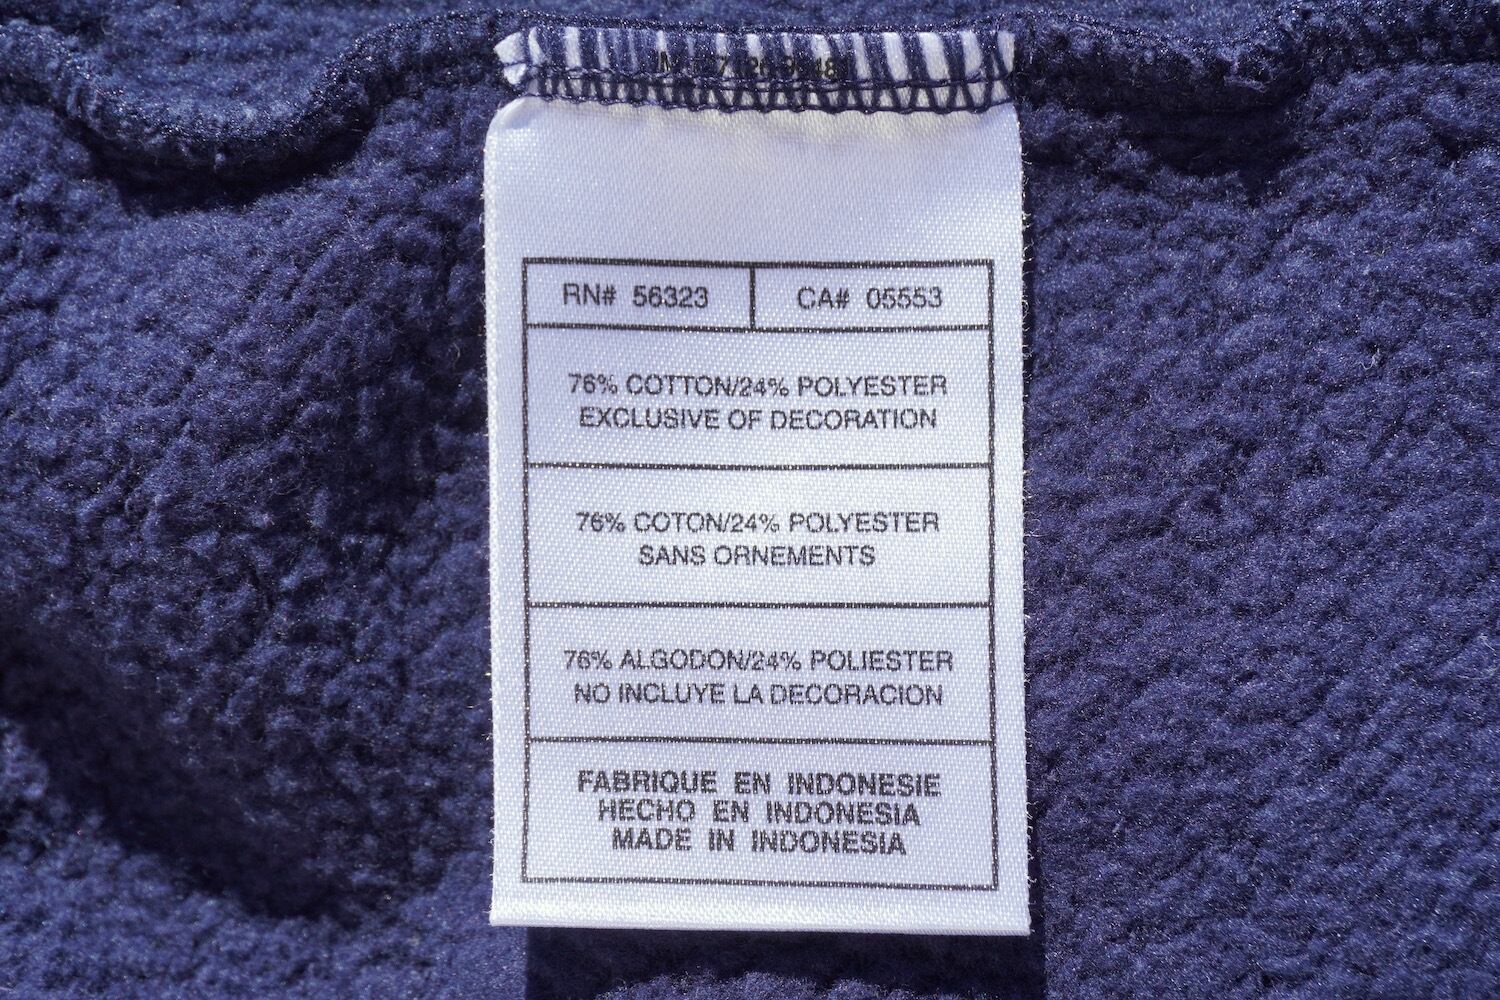 RN# 56323 CA# 05553
76% COTTON/24% POLYESTER
EXCLUSIVE OF DECORATION
76% COTON/24% POLYESTER
SANS ORNEMENTS
76% ALGODON/24% POLIESTER
NO INCLUYE LA DECORACION
FABRIQUE EN INDONESIE
HECHO EN INDONESIA
MADE IN INDONESIA